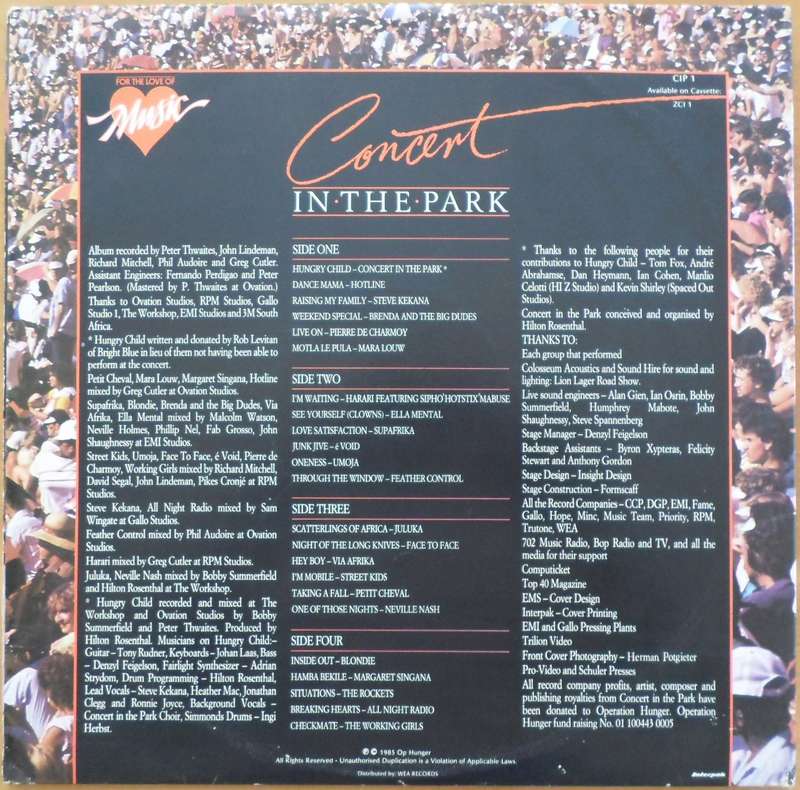 FOR THE LOVE OF
Music
CIP 1
Available on Cassette:
ZCI 1
Concert
IN·THE·PARK
Album recorded by Peter Thwaites, John Lindeman,
Richard Mitchell, Phil Audoire and Greg Cutler.
Assistant Engineers: Fernando Perdigao and Peter
Pearlson. (Mastered by P. Thwaites at Ovation.)
Thanks to Ovation Studios, RPM Studios, Gallo
Studio 1, The Workshop, EMI Studios and 3M South
Africa.
* Hungry Child written and donated by Rob Levitan
of Bright Blue in lieu of them not having been able to
perform at the concert.
Petit Cheval, Mara Louw, Margaret Singana, Hotline
mixed by Greg Cutler at Ovation Studios.
Supafrika, Blondie, Brenda and the Big Dudes, Via
Afrika, Ella Mental mixed by Malcolm Watson,
Neville Holmes, Phillip Nel, Fab Grosso, John
Shaughnessy at EMI Studios.
Street Kids, Umoja, Face To Face, é Void, Pierre de
Charmoy, Working Girls mixed by Richard Mitchell,
David Segal, John Lindeman, Pikes Cronjé at RPM
Studios.
Steve Kekana, All Night Radio mixed by Sam
Wingate at Gallo Studios.
Feather Control mixed by Phil Audoire at Ovation
Studios.
Harari mixed by Greg Cutler at RPM Studios.
Juluka, Neville Nash mixed by Bobby Summerfield
and Hilton Rosenthal at The Workshop.
* Hungry Child recorded and mixed at The
Workshop and Ovation Studios by Bobby
Summerfield and Peter Thwaites. Produced by
Hilton Rosenthal. Musicians on Hungry Child:–
Guitar – Tony Rudner, Keyboards – Johan Laas, Bass
– Denzyl Feigelson, Fairlight Synthesizer – Adrian
Strydom, Drum Programming – Hilton Rosenthal,
Lead Vocals – Steve Kekana, Heather Mac, Jonathan
Clegg and Ronnie Joyce, Background Vocals –
Concert in the Park Choir, Simmonds Drums – Ingi
Herbst.
SIDE ONE
HUNGRY CHILD – CONCERT IN THE PARK *
DANCE MAMA – HOTLINE
RAISING MY FAMILY – STEVE KEKANA
WEEKEND SPECIAL – BRENDA AND THE BIG DUDES
LIVE ON – PIERRE DE CHARMOY
MOTLA LE PULA – MARA LOUW
SIDE TWO
I'M WAITING – HARARI FEATURING SIPHO 'HOTSTIX' MABUSE
SEE YOURSELF (CLOWNS) – ELLA MENTAL
LOVE SATISFACTION – SUPAFRIKA
JUNK JIVE – é VOID
ONENESS – UMOJA
THROUGH THE WINDOW – FEATHER CONTROL
SIDE THREE
SCATTERLINGS OF AFRICA – JULUKA
NIGHT OF THE LONG KNIVES – FACE TO FACE
HEY BOY – VIA AFRIKA
I'M MOBILE – STREET KIDS
TAKING A FALL – PETIT CHEVAL
ONE OF THOSE NIGHTS – NEVILLE NASH
SIDE FOUR
INSIDE OUT – BLONDIE
HAMBA BEKILE – MARGARET SINGANA
SITUATIONS – THE ROCKETS
BREAKING HEARTS – ALL NIGHT RADIO
CHECKMATE – THE WORKING GIRLS
* Thanks to the following people for their
contributions to Hungry Child – Tom Fox, André
Abrahamse, Dan Heymann, Ian Cohen, Manlio
Celotti (HI Z Studio) and Kevin Shirley (Spaced Out
Studios).
Concert in the Park conceived and organised by
Hilton Rosenthal.
THANKS TO:
Each group that performed
Colosseum Acoustics and Sound Hire for sound and
lighting: Lion Lager Road Show.
Live sound engineers – Alan Gien, Ian Osrin, Bobby
Summerfield, Humphrey Mabote, John
Shaughnessy, Steve Spannenberg
Stage Manager – Denzyl Feigelson
Backstage Assistants – Byron Xypteras, Felicity
Stewart and Anthony Gordon
Stage Design – Insight Design
Stage Construction – Formscaff
All the Record Companies – CCP, DGP, EMI, Fame,
Gallo, Hope, Minc, Music Team, Priority, RPM,
Trutone, WEA
702 Music Radio, Bop Radio and TV, and all the
media for their support
Computicket
Top 40 Magazine
EMS – Cover Design
Interpak – Cover Printing
EMI and Gallo Pressing Plants
Trilion Video
Front Cover Photography – Herman Potgieter
Pro-Video and Schuler Presses
All record company profits, artist, composer and
publishing royalties from Concert in the Park have
been donated to Operation Hunger. Operation
Hunger fund raising No. 01 100443 0005
℗ © 1985 Op Hunger
All Rights Reserved - Unauthorised Duplication is a Violation of Applicable Laws.
Distributed by: WEA RECORDS
Interpak